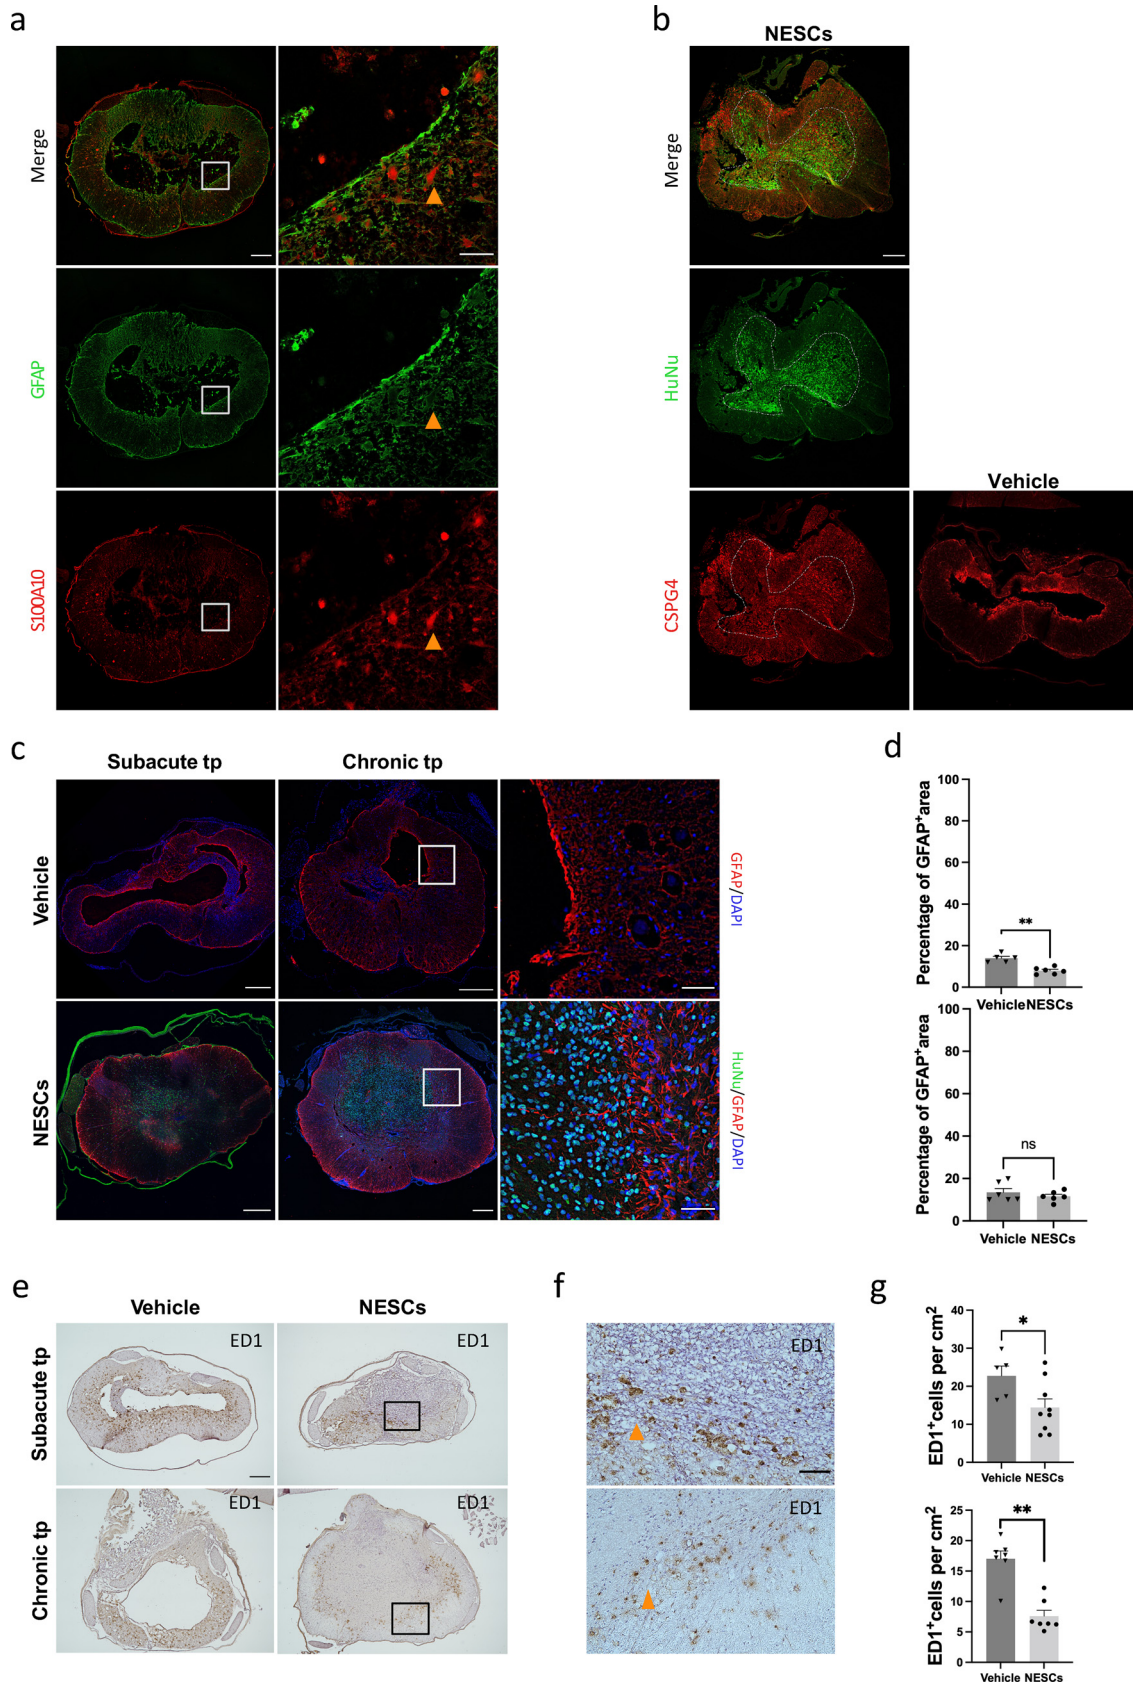 a
Merge
GFAP
S100A10
b
NESCs
Merge
HuNu
CSPG4
Vehicle
c
Subacute tp
Chronic tp
Vehicle
NESCs
GFAP/DAPI
HuNu/GFAP/DAPI
d
Percentage of GFAP+area
100
80
60
40
20
0
**
Vehicle NESCs
Percentage of GFAP+area
100
80
60
40
20
0
ns
Vehicle NESCs
e
Vehicle
NESCs
Subacute tp
ED1
ED1
Chronic tp
ED1
ED1
f
ED1
ED1
g
ED1+cells per cm2
40
30
20
10
0
*
Vehicle NESCs
ED1+cells per cm2
25
20
15
10
5
0
**
Vehicle NESCs